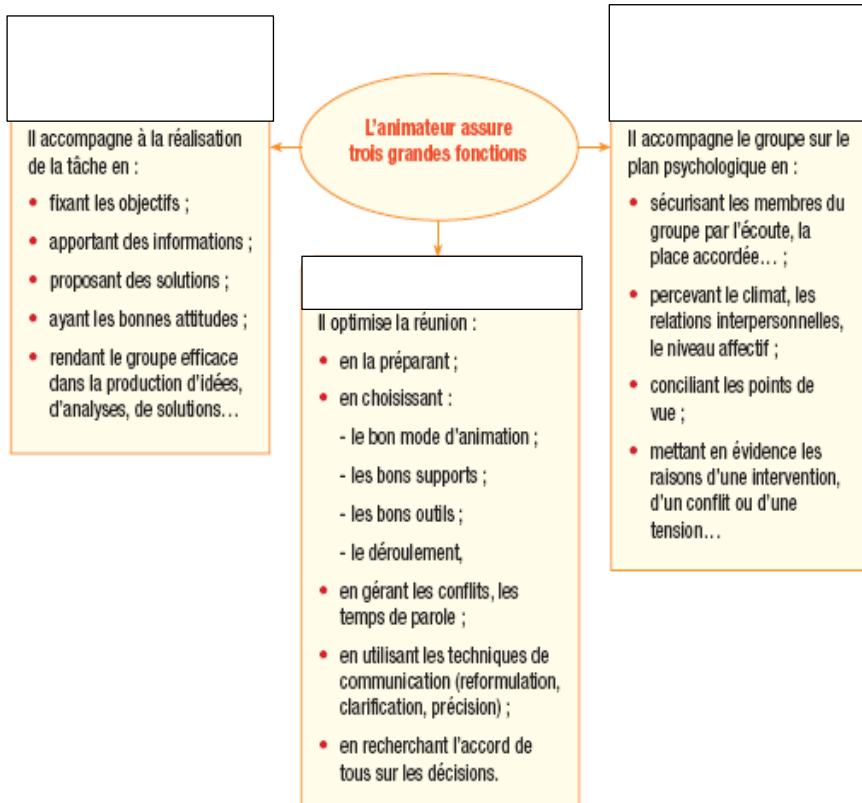 L'animateur assure
trois grandes fonctions
Il accompagne à la réalisation
de la tâche en :
• fixant les objectifs ;
• apportant des informations ;
• proposant des solutions ;
• ayant les bonnes attitudes ;
• rendant le groupe efficace
dans la production d'idées,
d'analyses, de solutions…
Il optimise la réunion :
• en la préparant ;
• en choisissant :
- le bon mode d'animation ;
- les bons supports ;
- les bons outils ;
- le déroulement,
• en gérant les conflits, les
temps de parole ;
• en utilisant les techniques de
communication (reformulation,
clarification, précision) ;
• en recherchant l'accord de
tous sur les décisions.
Il accompagne le groupe sur le
plan psychologique en :
• sécurisant les membres du
groupe par l'écoute, la
place accordée… ;
• percevant le climat, les
relations interpersonnelles,
le niveau affectif ;
• conciliant les points de
vue ;
• mettant en évidence les
raisons d'une intervention,
d'un conflit ou d'une
tension…